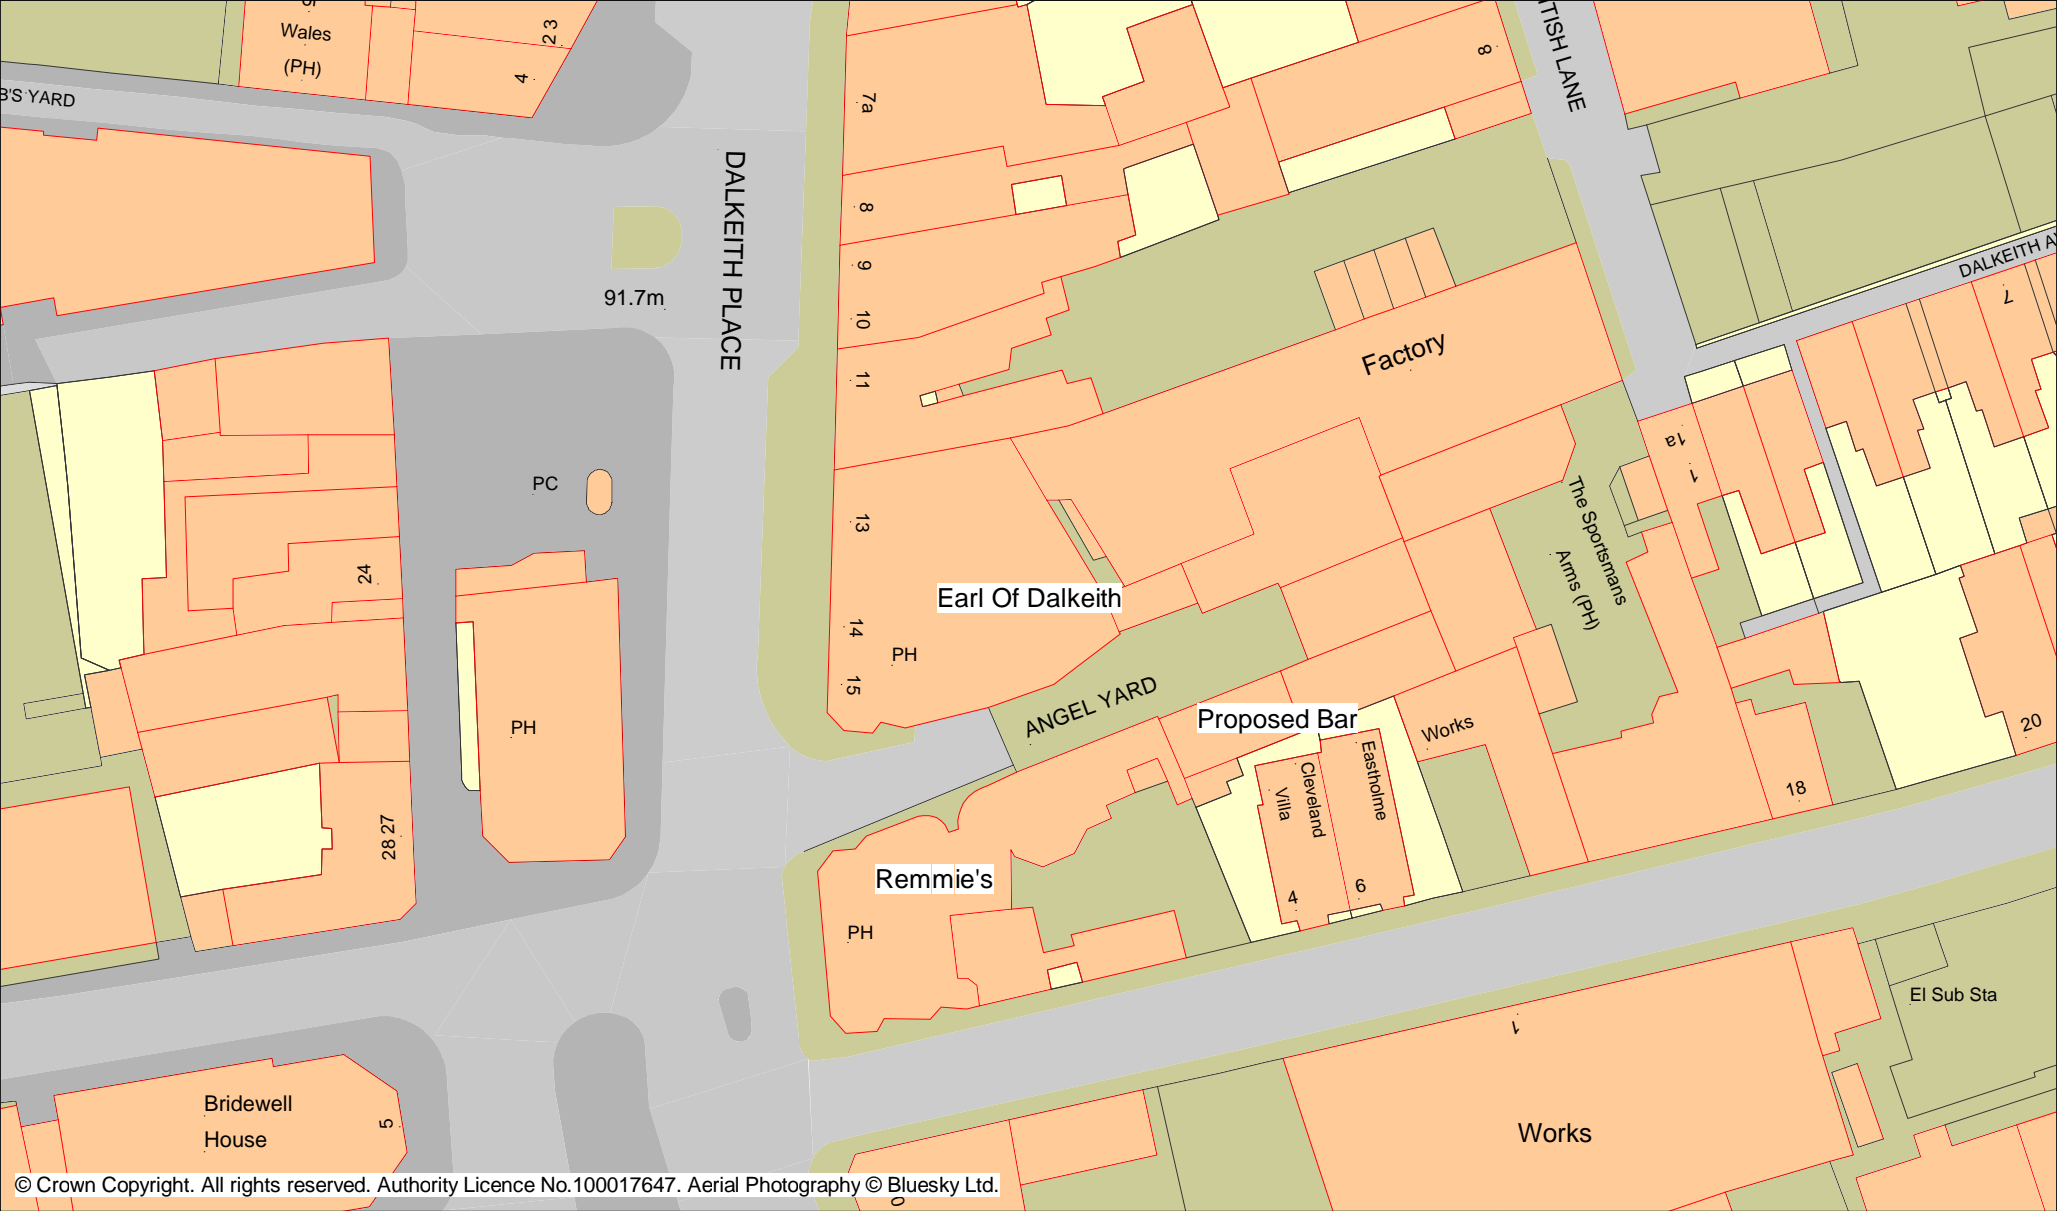 Wales
(PH)
23
4
B'S YARD
7a
8
8
DALKEITH PLACE
91.7m
9
10
11
Factory
DALKEITH
7
1a
1
PC
13
The Sportsmans
Arms (PH)
24
Earl Of Dalkeith
14
PH
15
ANGEL YARD
Proposed Bar
Works
20
PH
Eastholme
Cleveland
Villa
18
28 27
Remmie's
4
6
PH
El Sub Sta
1
Bridewell
House
5
Works
© Crown Copyright. All rights reserved. Authority Licence No.100017647. Aerial Photography © Bluesky Ltd.